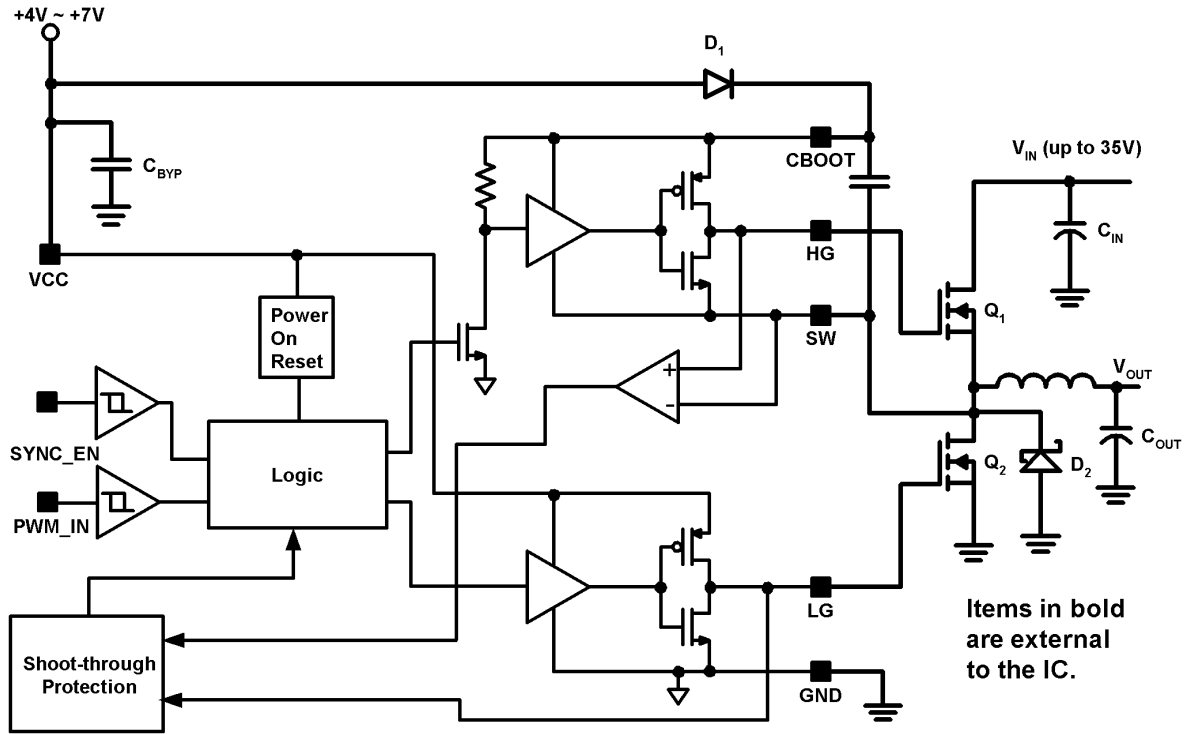 +4V ~ +7V
D1
CBYP
CBOOT
VIN (up to 35V)
CIN
VCC
HG
Power
On
Reset
SW
Q1
+
-
VOUT
SYNC_EN
Logic
COUT
Q2
D2
PWM_IN
LG
Items in bold
are external
to the IC.
Shoot-through
Protection
GND